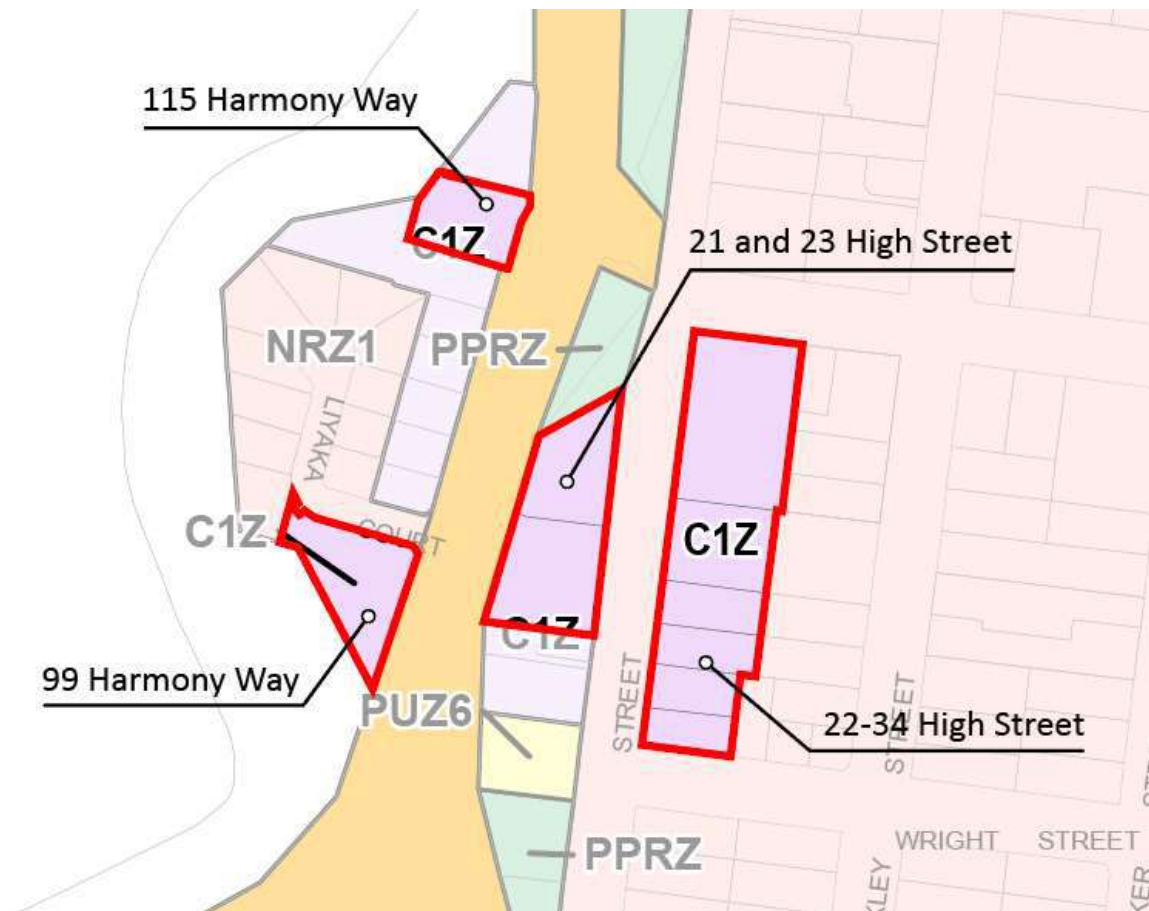 115 Harmony Way
C1Z
21 and 23 High Street
NRZ1
PPRZ
LIYAKA
COURT
C1Z
C1Z
99 Harmony Way
C1Z
PUZ6
STREET
STREET
22-34 High Street
WRIGHT STREET
PPRZ